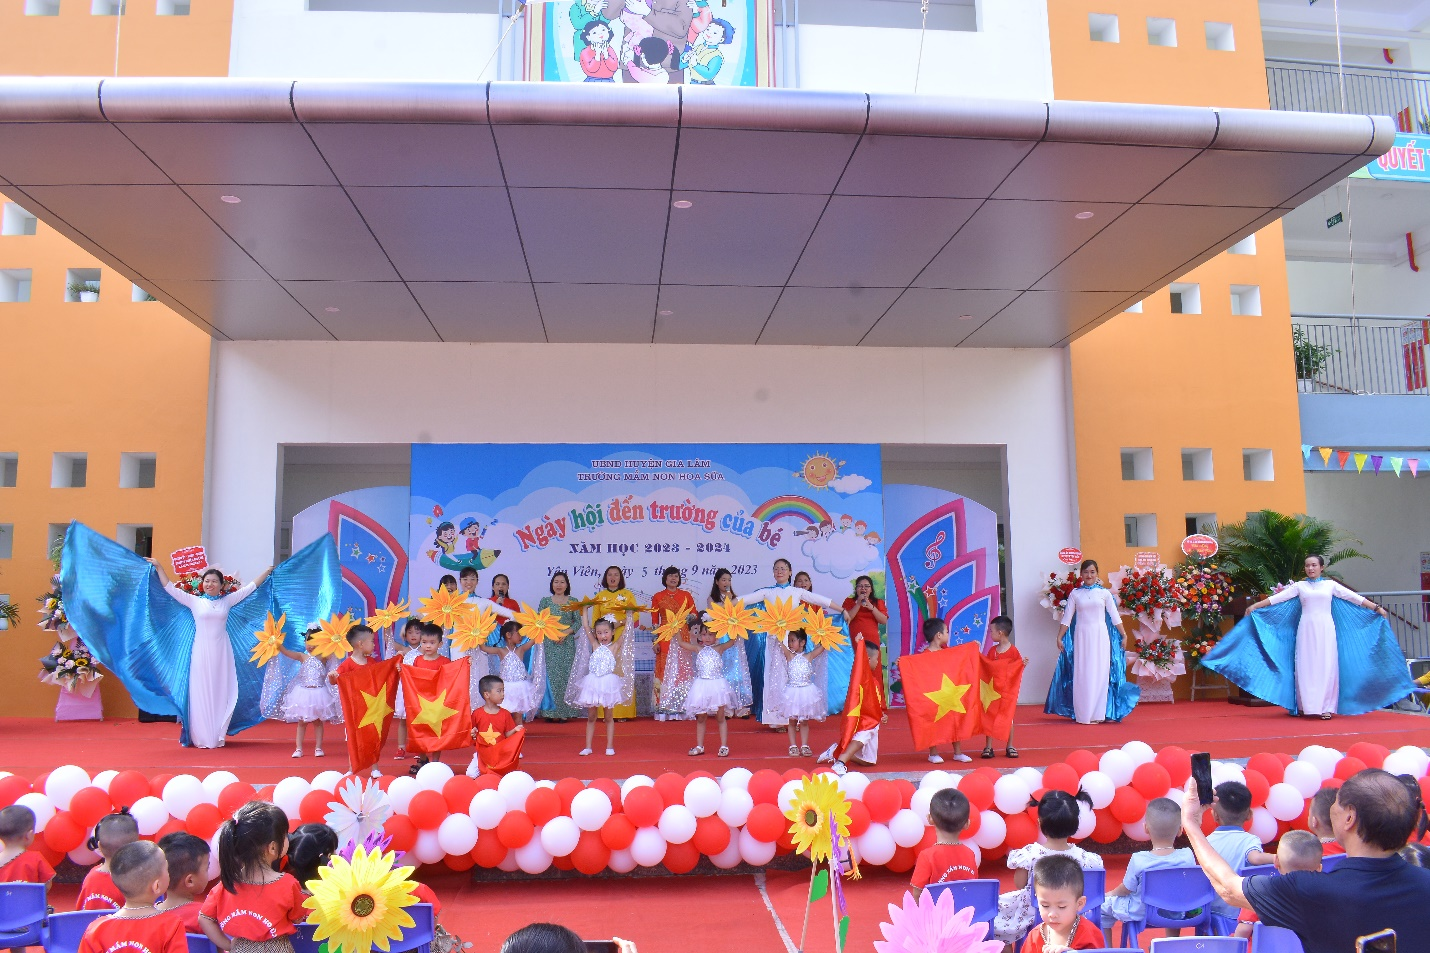 QUYẾT
UBND HUYỆN GIA LÂM
TRƯỜNG MẦM NON HOA SỮA
Ngày hội đến trường của bé
NĂM HỌC 2023 - 2024
Yên Viên, ngày 5 tháng 9 năm 2023